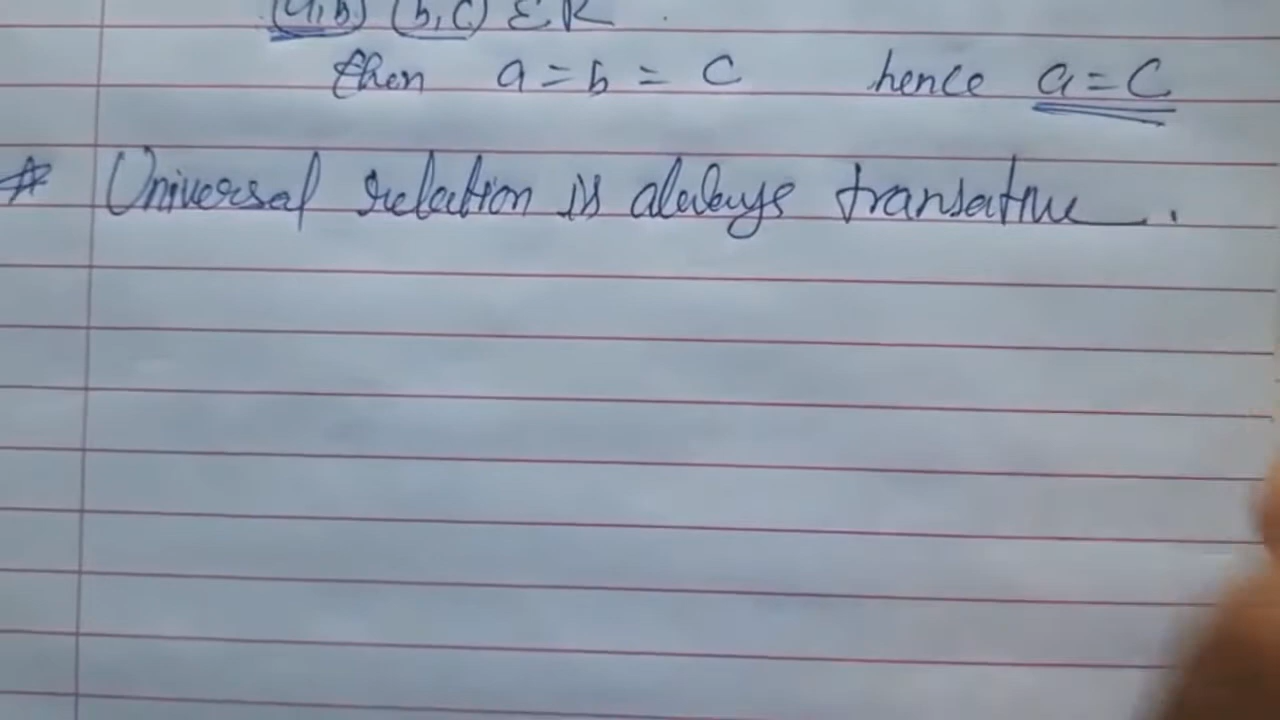 (a,b) (b,c) ∈ R
then a = b = c hence a = c
* Universal relation is always transative.